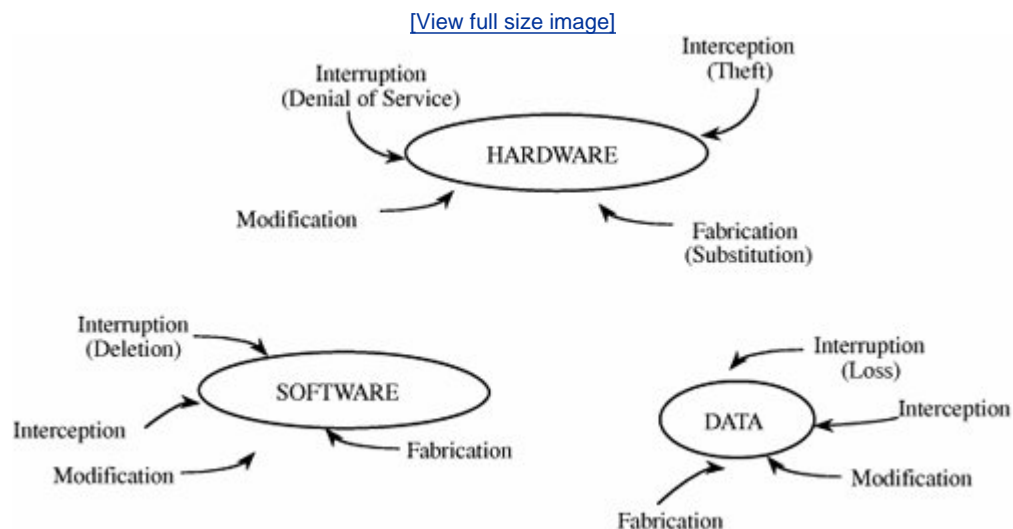 [View full size image]
Interruption
(Denial of Service)
Interception
(Theft)
HARDWARE
Modification
Fabrication
(Substitution)
Interruption
(Deletion)
SOFTWARE
Interception
Modification
Fabrication
Interruption
(Loss)
DATA
Interception
Modification
Fabrication